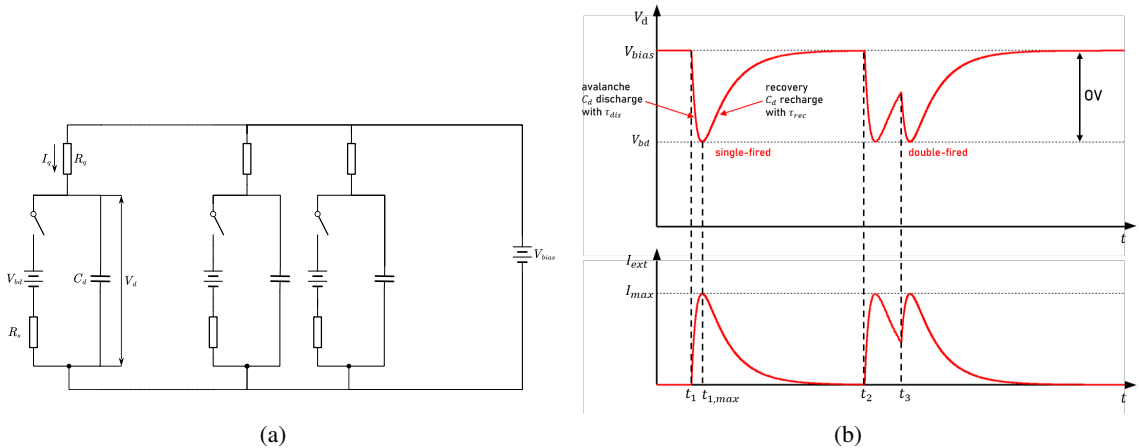 I_q
R_q
V_bd
C_d
V_d
R_s
V_bias
(a)
V_d
V_bias
avalanche
C_d discharge
with τ_dis
recovery
C_d recharge
with τ_rec
OV
V_bd
single-fired
double-fired
t
I_ext
I_max
t_1
t_1,max
t_2
t_3
t
(b)